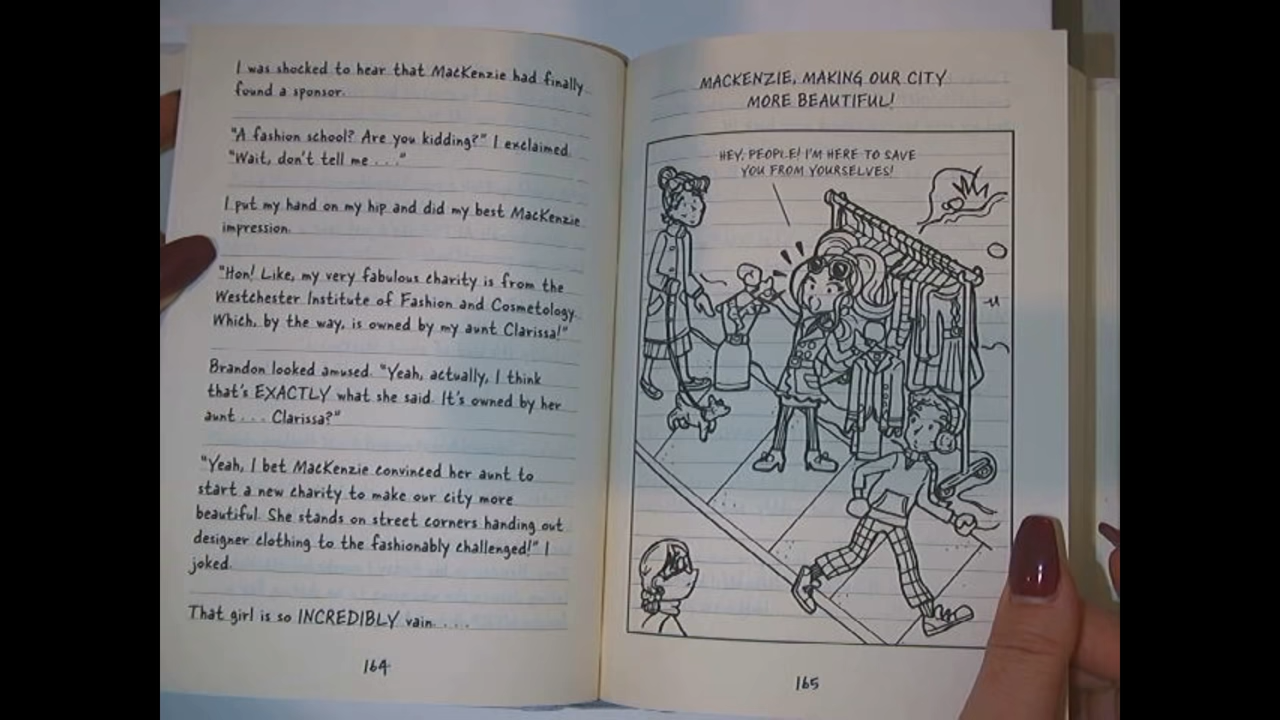 I was shocked to hear that MacKenzie had finally
found a sponsor.
"A fashion school? Are you kidding?" I exclaimed.
"Wait, don't tell me . . ."
I put my hand on my hip and did my best MacKenzie
impression.
"Hon! Like, my very fabulous charity is from the
Westchester Institute of Fashion and Cosmetology.
Which, by the way, is owned by my aunt Clarissa!"
Brandon looked amused. "Yeah, actually, I think
that's EXACTLY what she said. It's owned by her
aunt . . . Clarissa?"
"Yeah, I bet MacKenzie convinced her aunt to
start a new charity to make our city more
beautiful. She stands on street corners handing out
designer clothing to the fashionably challenged!" I
joked.
That girl is so INCREDIBLY vain. . . .
164
MACKENZIE, MAKING OUR CITY
MORE BEAUTIFUL!
HEY, PEOPLE! I'M HERE TO SAVE
YOU FROM YOURSELVES!
165